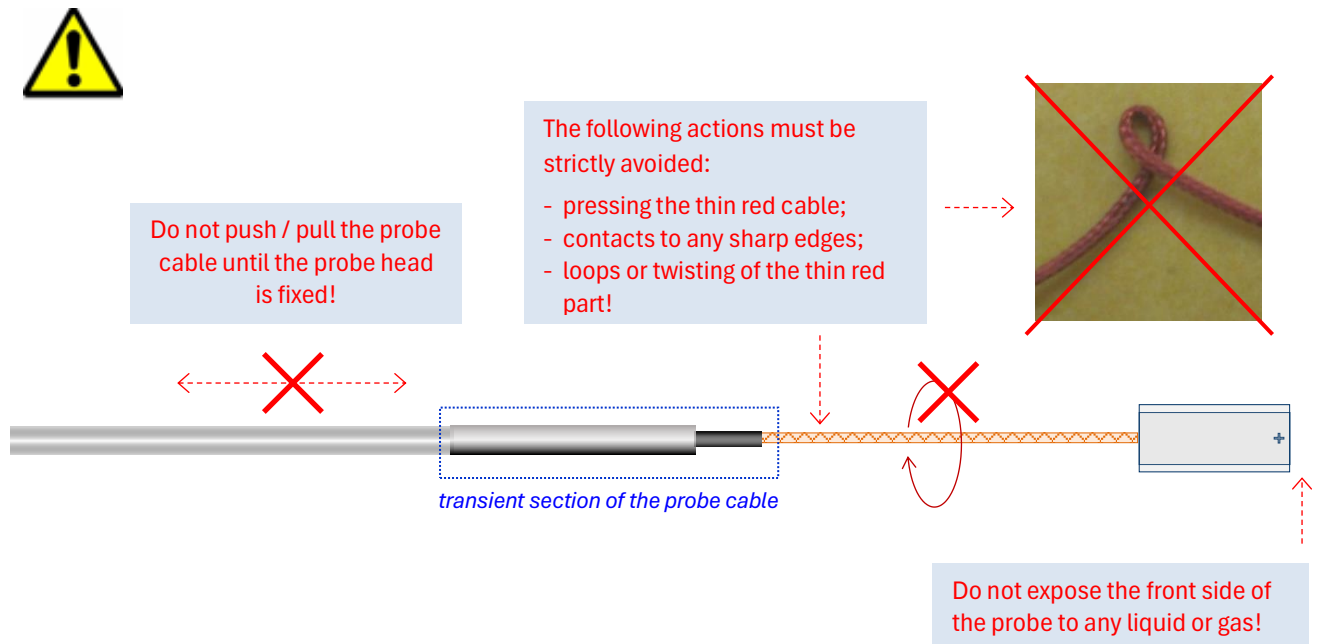 Do not push / pull the probe
cable until the probe head
is fixed!
The following actions must be
strictly avoided:
- pressing the thin red cable;
- contacts to any sharp edges;
- loops or twisting of the thin red
part!
transient section of the probe cable
Do not expose the front side of
the probe to any liquid or gas!